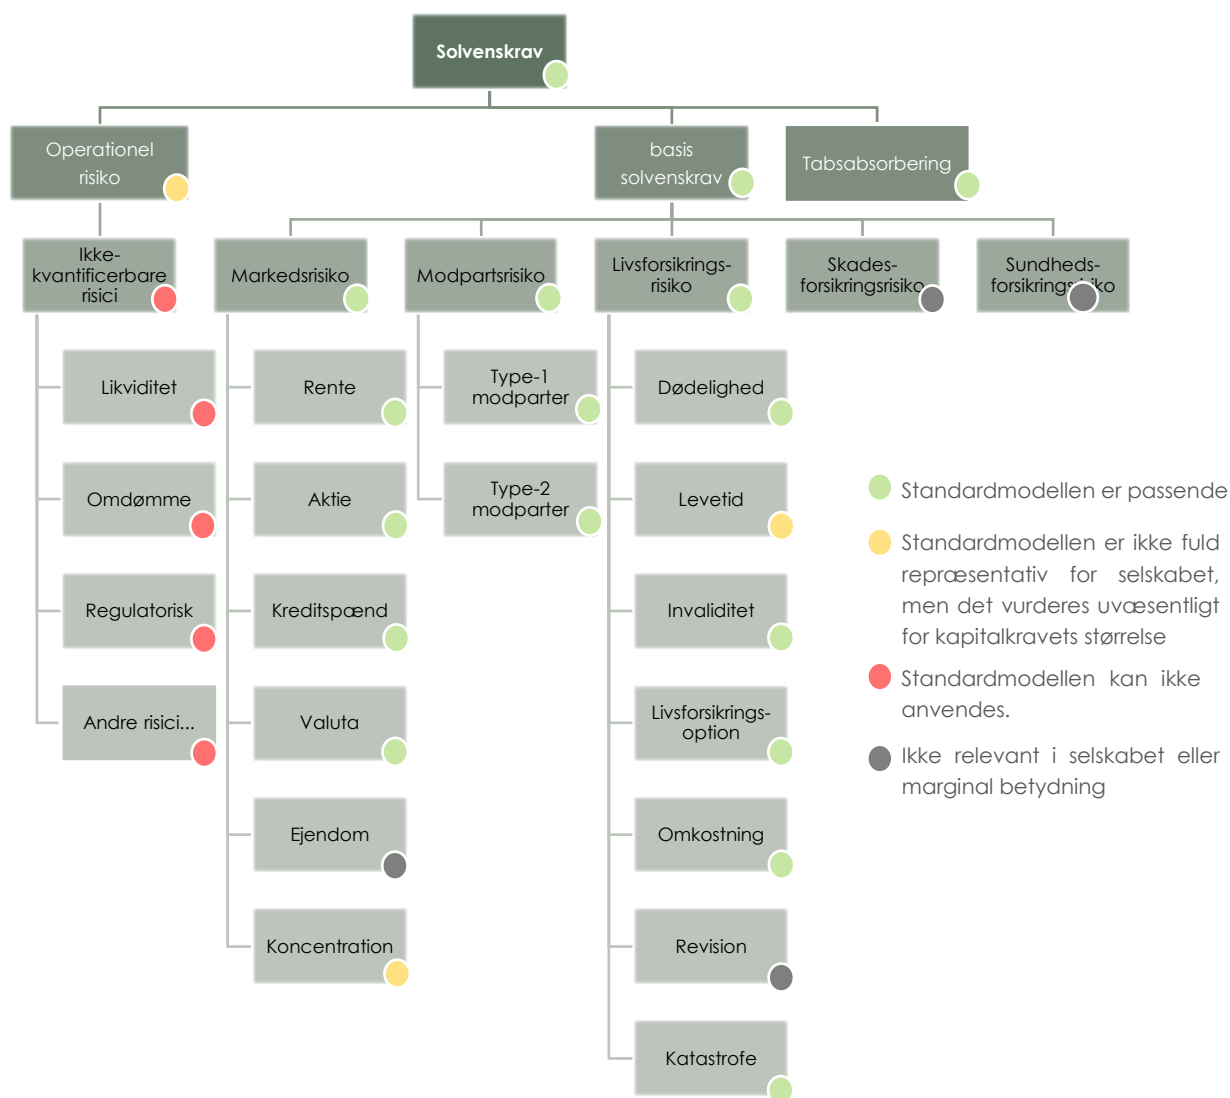 Solvenskrav
Operationel
risiko
basis
solvenskrav
Tabsabsorbering
Ikke-
kvantificerbare
risici
Markedsrisiko
Modpartsrisiko
Livsforsikrings-
risiko
Skades-
forsikringsrisiko
Sundheds-
forsikringsrisiko
Likviditet
Rente
Type-1
modparter
Dødelighed
Omdømme
Aktie
Type-2
modparter
Levetid
Regulatorisk
Kreditspænd
Invaliditet
Andre risici...
Valuta
Livsforsikrings-
option
Ejendom
Omkostning
Koncentration
Revision
Katastrofe
Standardmodellen er passende
Standardmodellen er ikke fuld
repræsentativ for selskabet,
men det vurderes uvæsentligt
for kapitalkravets størrelse
Standardmodellen kan ikke
anvendes.
Ikke relevant i selskabet eller
marginal betydning